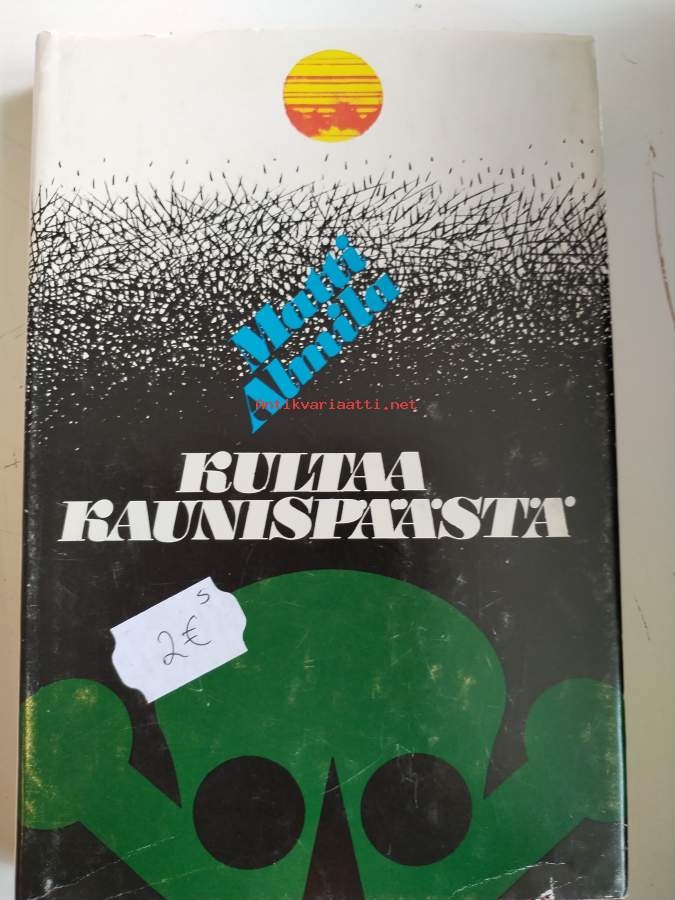 Matti
Almila
Antikvariaatti.net
KULTAA
KAUNISPÄÄSTÄ
s
2€